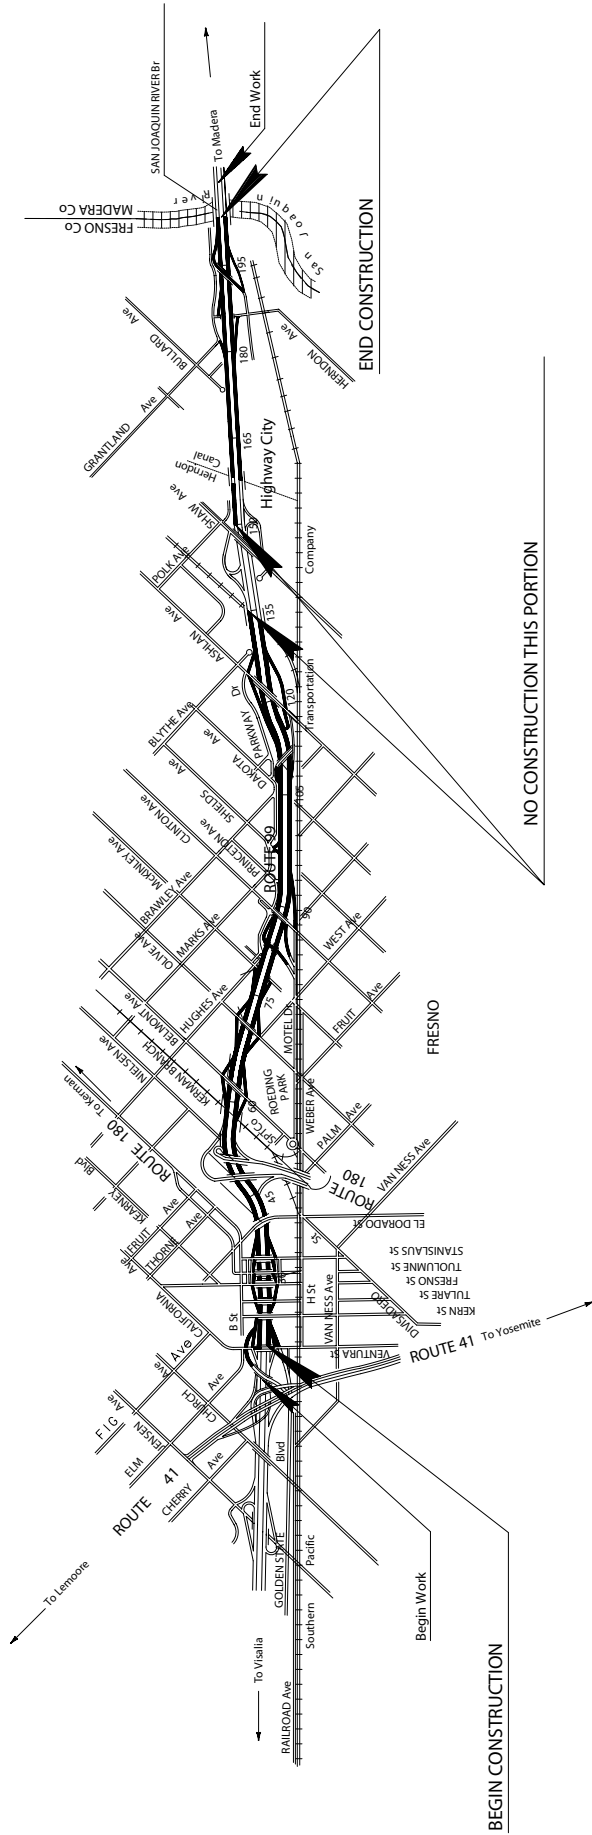 SAN JOAQUIN RIVER Br
To Madera
End Work
MADERA Co
FRESNO Co
River
San Joaquin
END CONSTRUCTION
BULLARD
Ave
GRANTLAND
Ave
HERNDON
Ave
195
180
165
Herndon
Canal
Highway City
SHAW
Ave
150
POLK Ave
ASHLAN
Ave
135
Company
NO CONSTRUCTION THIS PORTION
Transportation
120
BLYTHE Ave
PARKWAY
Dr
DAKOTA
Ave
SHIELDS
Ave
CLINTON Ave
PRINCETON Ave
105
ROUTE 99
McKINLEY Ave
BRAWLEY Ave
OLIVE Ave
MARKS Ave
90
WEST Ave
BELMONT Ave
HUGHES Ave
75
MOTEL Dr
FRUIT
Ave
FRESNO
NIELSEN Ave
KERMAN BRANCH
SPT Co
60
ROEDING
PARK
WEBER Ave
PALM
Ave
To Kerman
ROUTE 180
ROUTE
180
VAN NESS Ave
45
KEARNEY
Blvd
FRUIT
Ave
THORNE
Ave
EL DORADO St
St
STANISLAUS St
TUOLUMNE St
FRESNO St
TULARE St
KERN St
DIVISADERO
H St
B St
VAN NESS Ave
VENTURA St
CALIFORNIA
Ave
CHURCH
Ave
Ave
ROUTE 41
To Yosemite
JENSEN
Ave
FIG
ELM
CHERRY
Ave
ROUTE
41
To Lemoore
Blvd
GOLDEN STATE
Pacific
Southern
RAILROAD Ave
To Visalia
Begin Work
BEGIN CONSTRUCTION